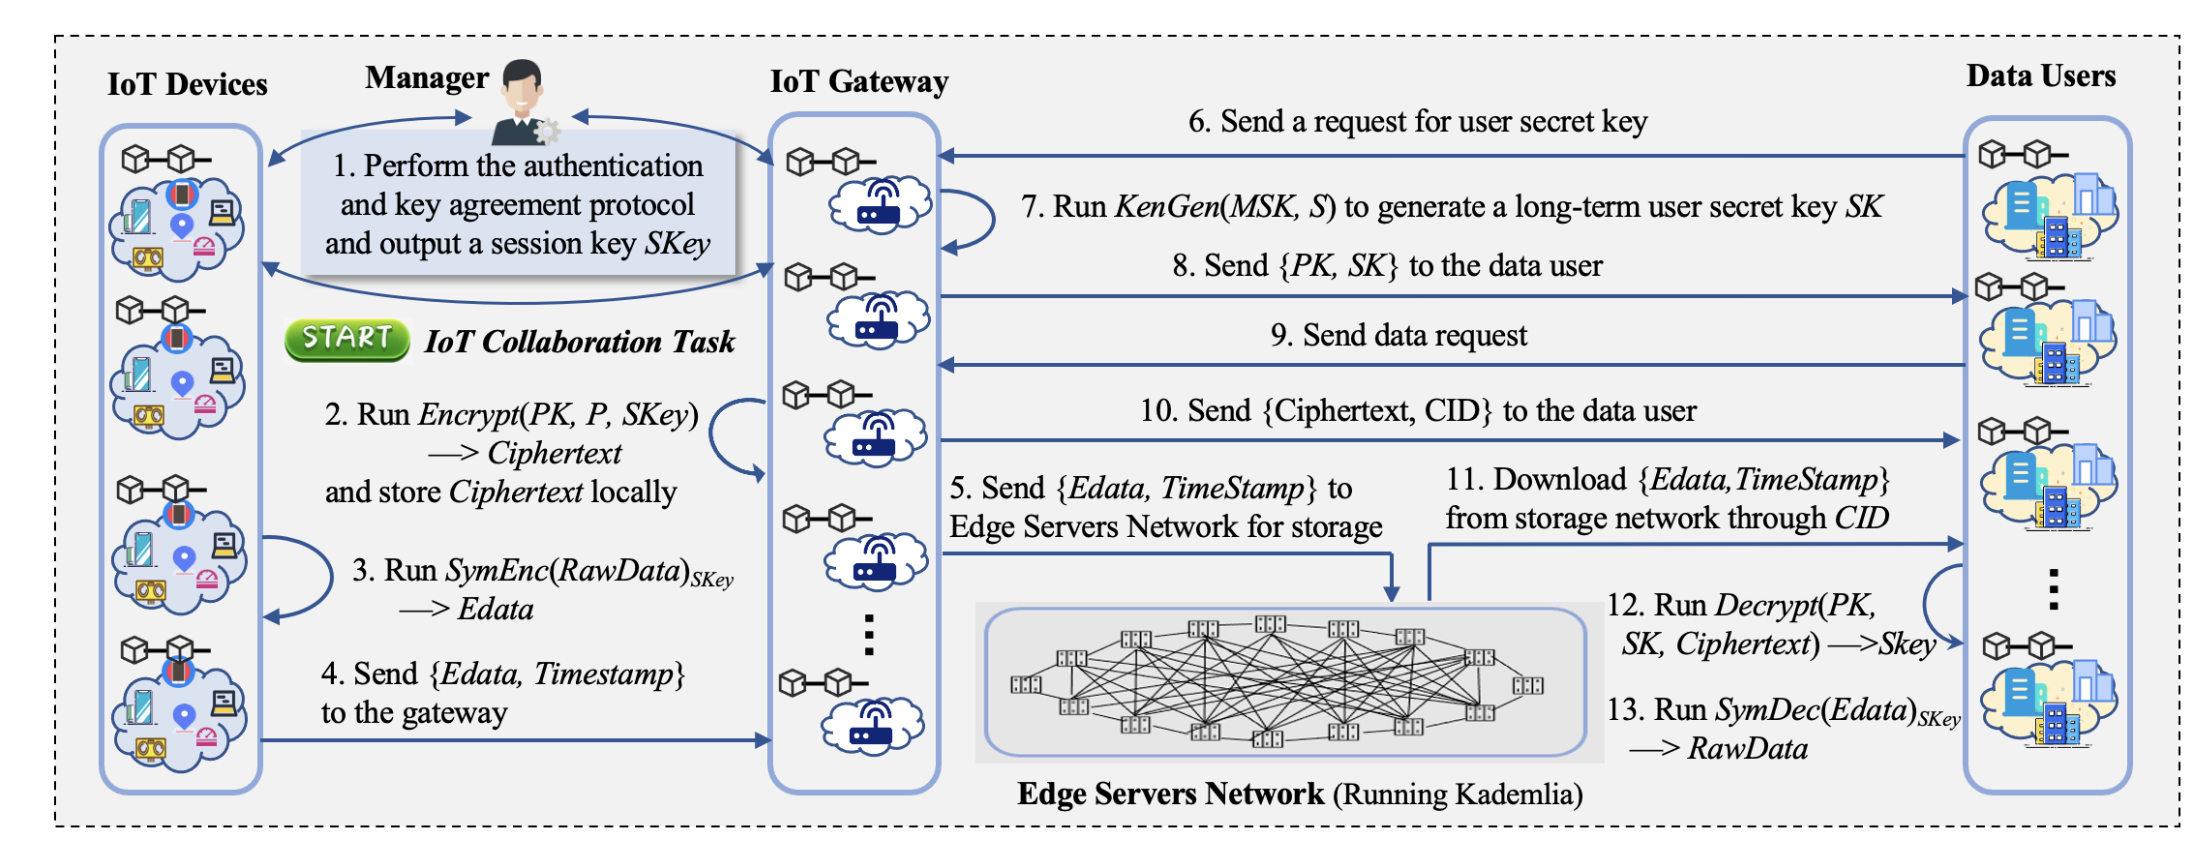 IoT Devices
Manager
IoT Gateway
Data Users
1. Perform the authentication
and key agreement protocol
and output a session key SKey
START
IoT Collaboration Task
2. Run Encrypt(PK, P, SKey)
—> Ciphertext
and store Ciphertext locally
3. Run SymEnc(RawData)SKey
—> Edata
4. Send {Edata, Timestamp}
to the gateway
5. Send {Edata, TimeStamp} to
Edge Servers Network for storage
6. Send a request for user secret key
7. Run KenGen(MSK, S) to generate a long-term user secret key SK
8. Send {PK, SK} to the data user
9. Send data request
10. Send {Ciphertext, CID} to the data user
11. Download {Edata,TimeStamp}
from storage network through CID
12. Run Decrypt(PK,
SK, Ciphertext) —>Skey
13. Run SymDec(Edata)SKey
—> RawData
Edge Servers Network (Running Kademlia)